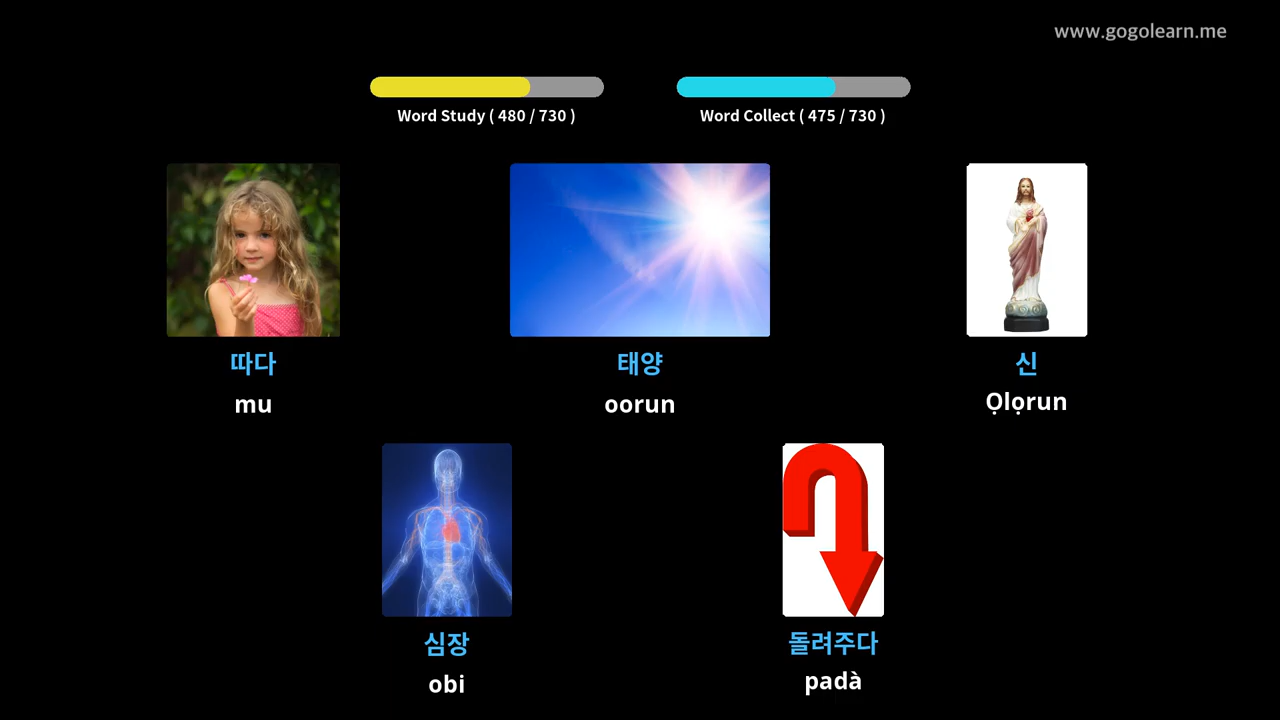 www.gogolearn.me
Word Study ( 480 / 730 )
Word Collect ( 475 / 730 )
따다
태양
신
mu
oorun
Ọlọrun
심장
돌려주다
obi
padà